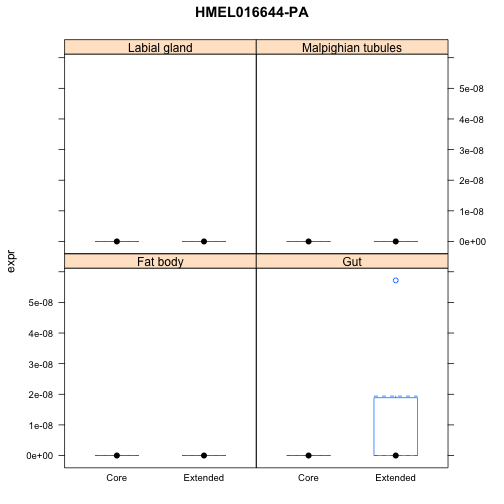 HMEL016644-PA
Labial gland Malpighian tubules
5e-08
4e-08
3e-08
2e-08
1e-08
0e+00
expr
Fat body Gut
5e-08
4e-08
3e-08
2e-08
1e-08
0e+00
Core Extended Core Extended